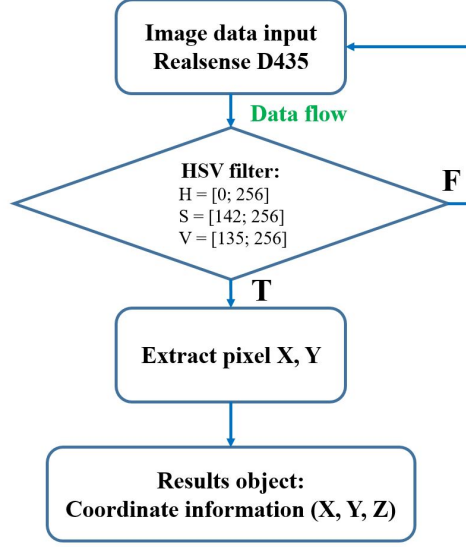 Image data input
Realsense D435
Data flow
HSV filter:
H = [0; 256]
S = [142; 256]
V = [135; 256]
F
T
Extract pixel X, Y
Results object:
Coordinate information (X, Y, Z)